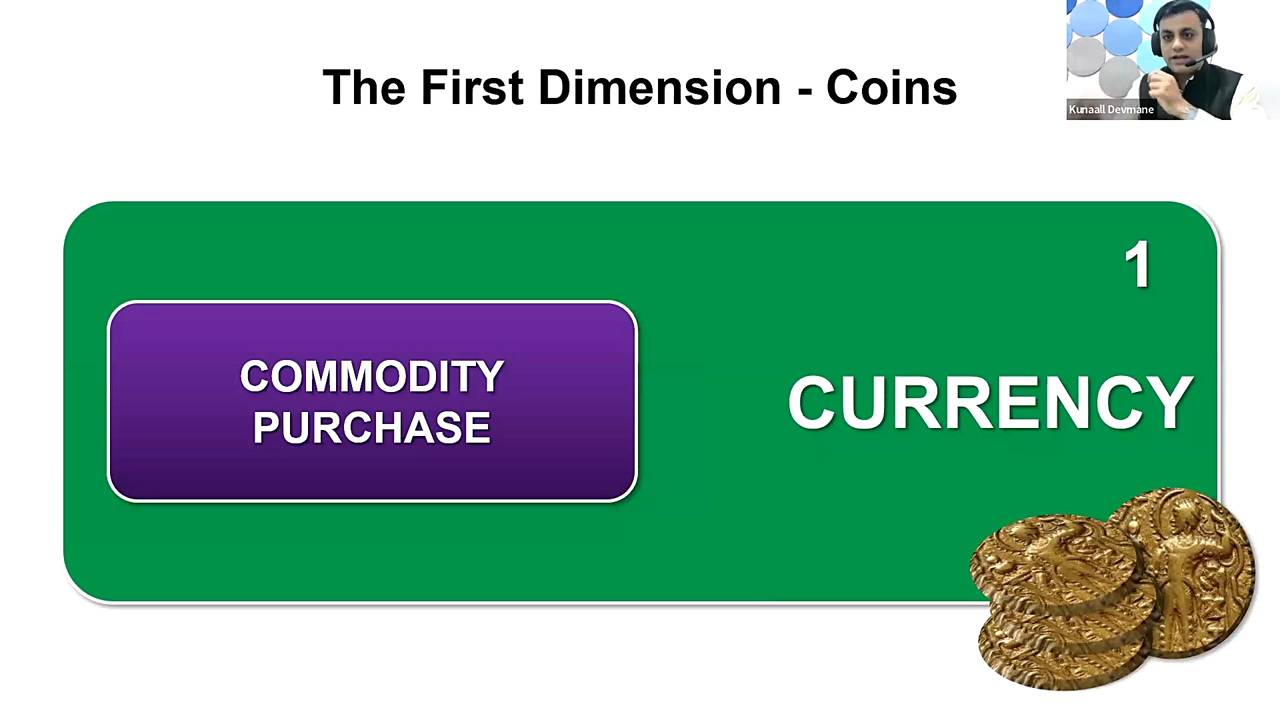 The First Dimension - Coins
Kunaall Devmane
1
COMMODITY
PURCHASE
CURRENCY